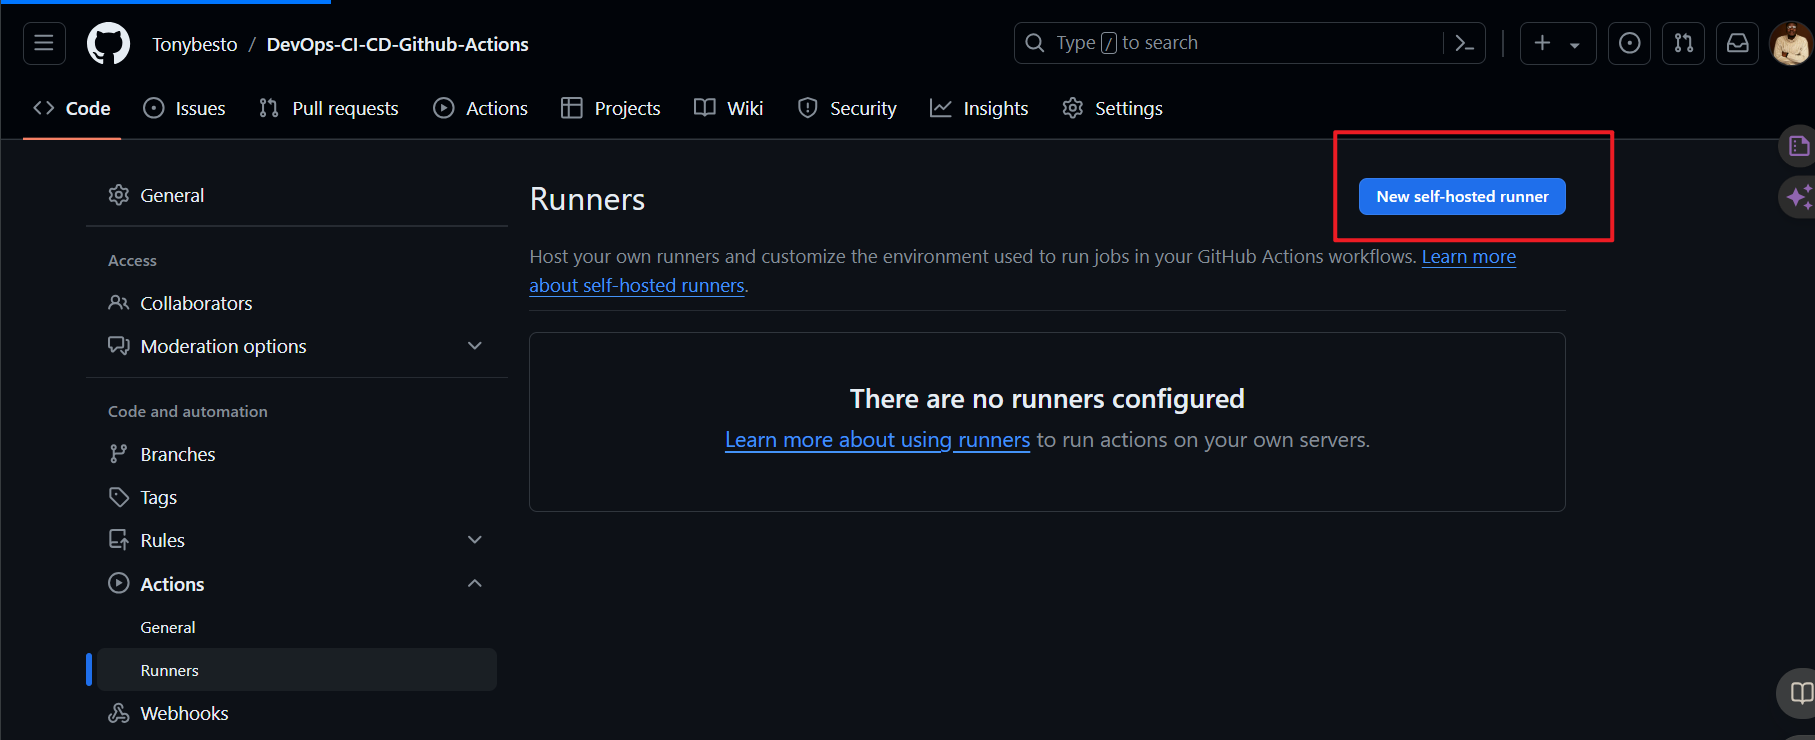 Tonybesto / DevOps-CI-CD-Github-Actions
Type / to search
Code
Issues
Pull requests
Actions
Projects
Wiki
Security
Insights
Settings
General
Access
Collaborators
Moderation options
Code and automation
Branches
Tags
Rules
Actions
General
Runners
Webhooks
Runners
New self-hosted runner
Host your own runners and customize the environment used to run jobs in your GitHub Actions workflows. Learn more
about self-hosted runners.
There are no runners configured
Learn more about using runners to run actions on your own servers.